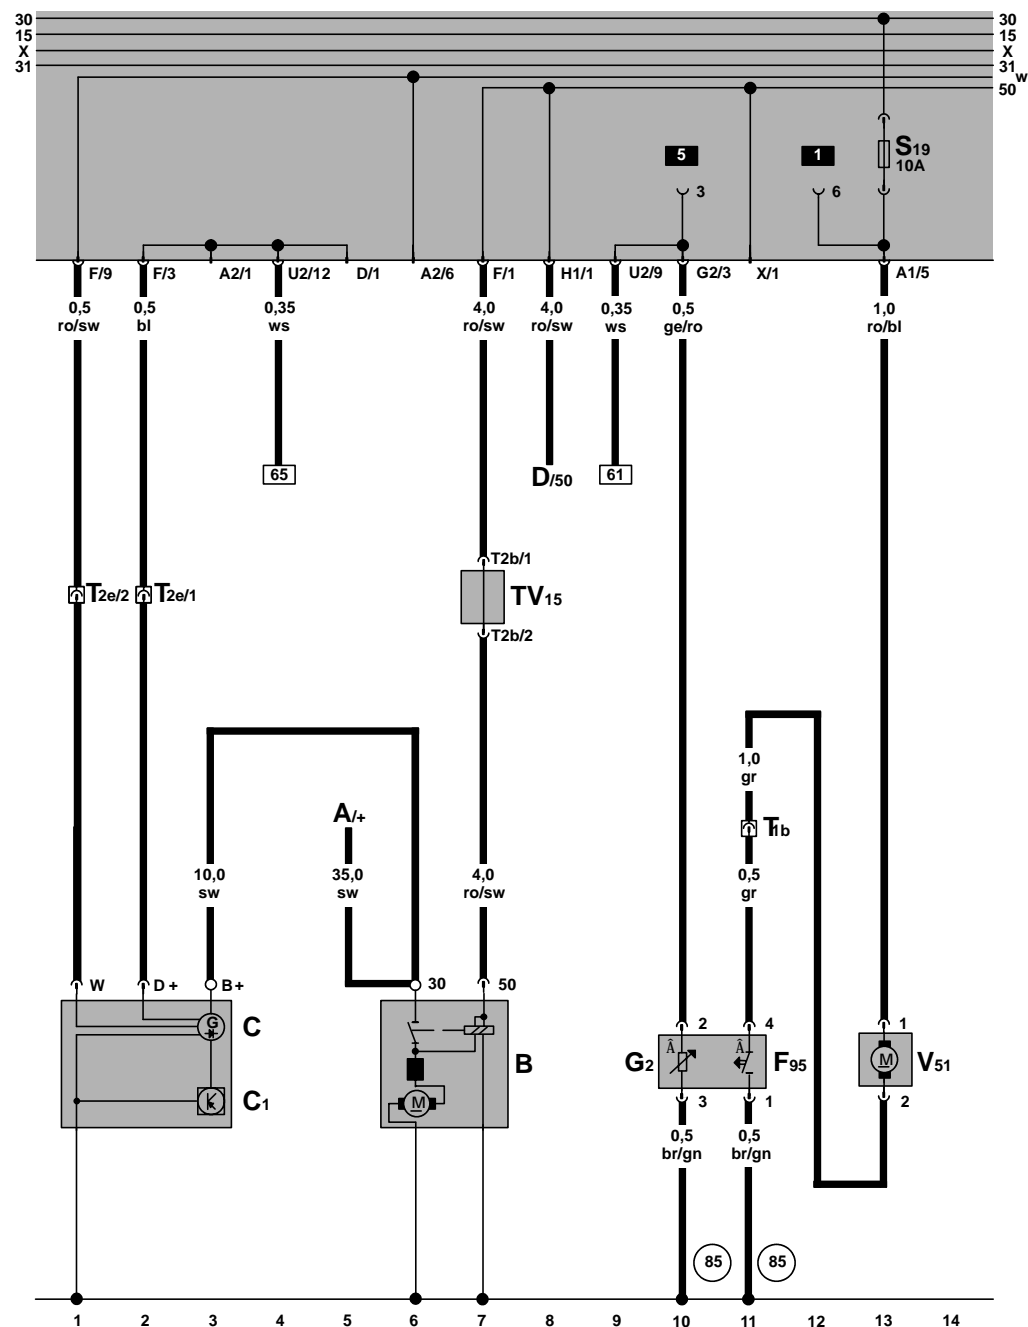 30 30
15 15
X X
31 31
w
50
S19
10A
5 1
3 6
F/9 F/3 A2/1 U2/12 D/1 A2/6 F/1 H1/1 U2/9 G2/3 X/1 A1/5
0,5 0,5 0,35 4,0 4,0 0,35 0,5 1,0
ro/sw bl ws ro/sw ro/sw ws ge/ro ro/bl
65 D/50 61
T2b/1
T2e/2 T2e/1 TV15
T2b/2
1,0
gr
A/+ T1b
10,0 35,0 4,0 0,5
sw sw ro/sw gr
W D+ B+ 30 50
G C 2 4 1
Â Â
B G2 F95 M V51
C1 M 3 1 2
0,5 0,5
br/gn br/gn
85 85
1 2 3 4 5 6 7 8 9 10 11 12 13 14